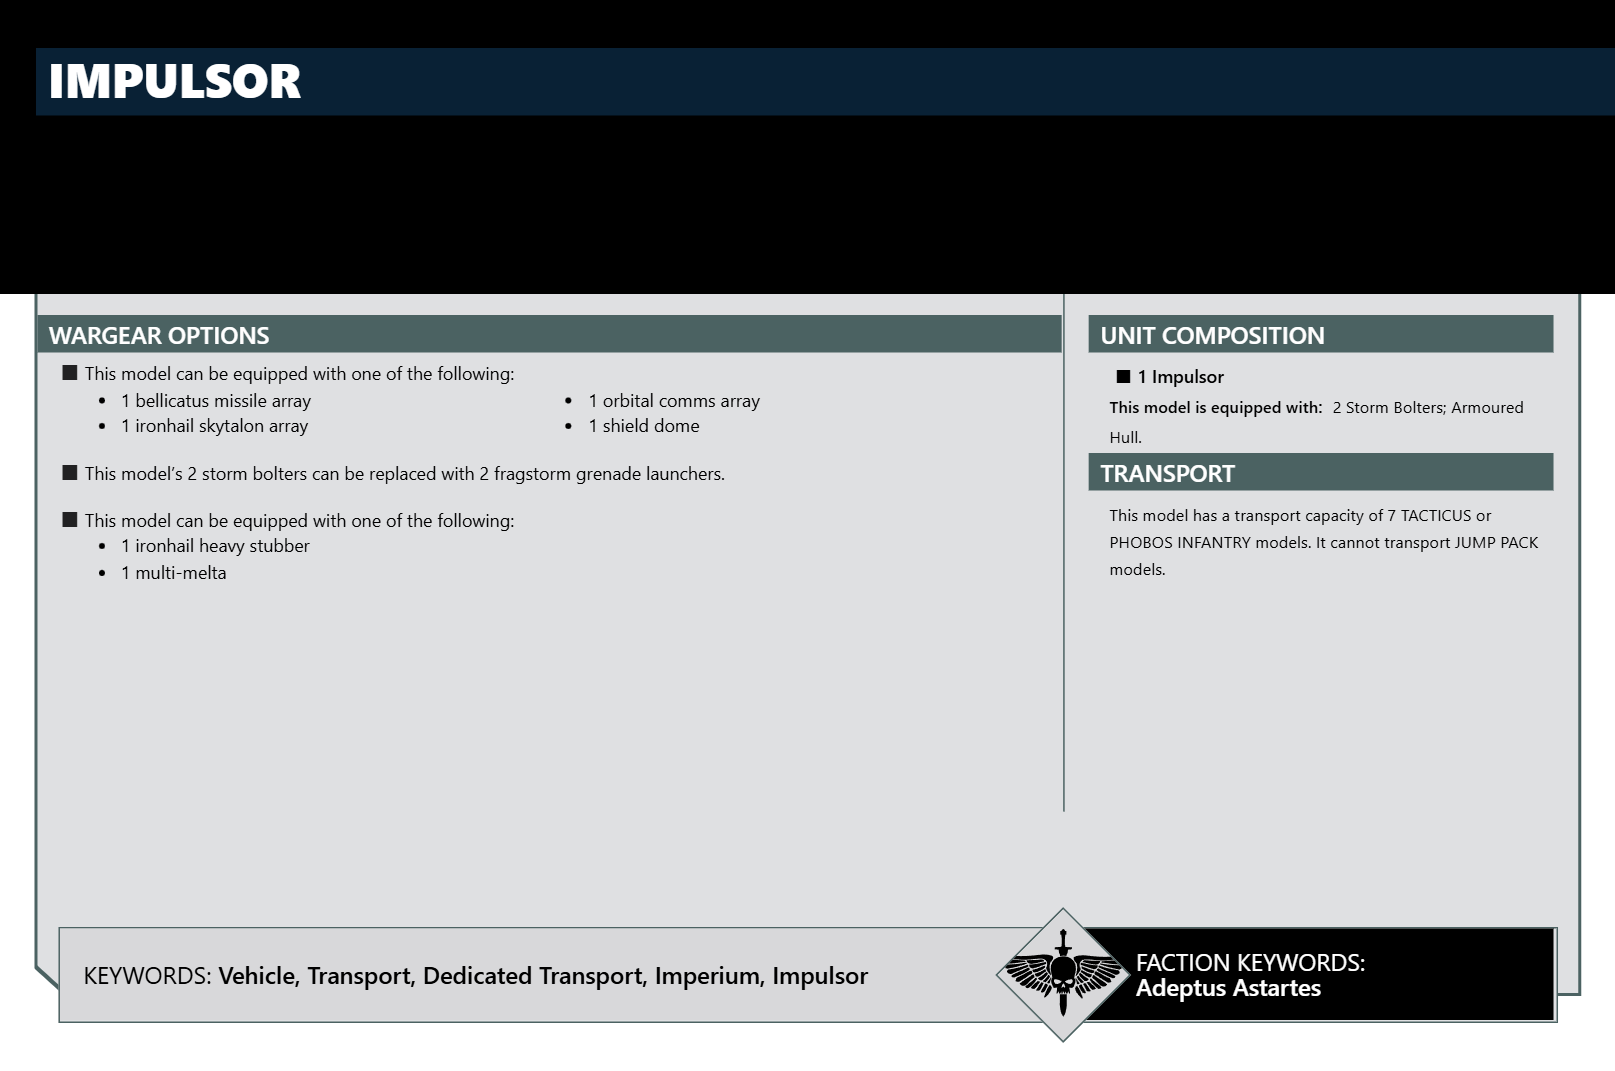 IMPULSOR
WARGEAR OPTIONS
■ This model can be equipped with one of the following:
• 1 bellicatus missile array
• 1 ironhail skytalon array
• 1 orbital comms array
• 1 shield dome
■ This model’s 2 storm bolters can be replaced with 2 fragstorm grenade launchers.
■ This model can be equipped with one of the following:
• 1 ironhail heavy stubber
• 1 multi-melta
UNIT COMPOSITION
■ 1 Impulsor
This model is equipped with: 2 Storm Bolters; Armoured
Hull.
TRANSPORT
This model has a transport capacity of 7 TACTICUS or
PHOBOS INFANTRY models. It cannot transport JUMP PACK
models.
KEYWORDS: Vehicle, Transport, Dedicated Transport, Imperium, Impulsor
FACTION KEYWORDS:
Adeptus Astartes